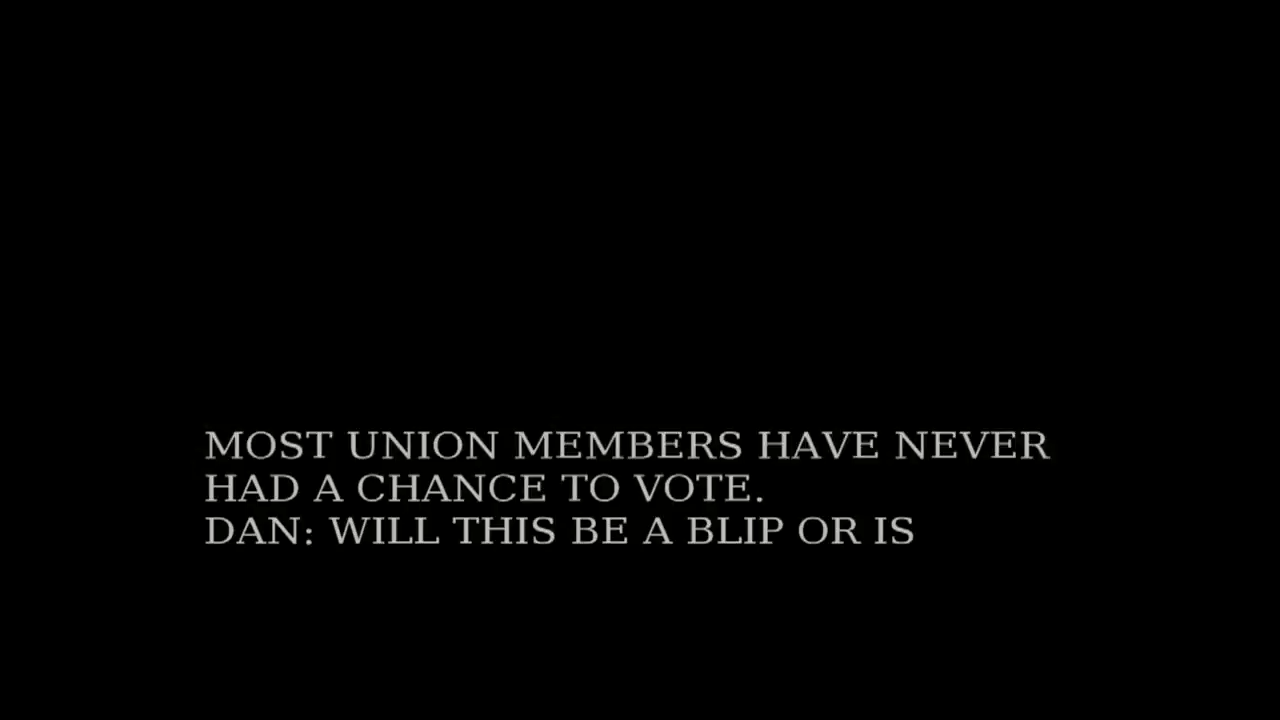 MOST UNION MEMBERS HAVE NEVER
HAD A CHANCE TO VOTE.
DAN: WILL THIS BE A BLIP OR IS